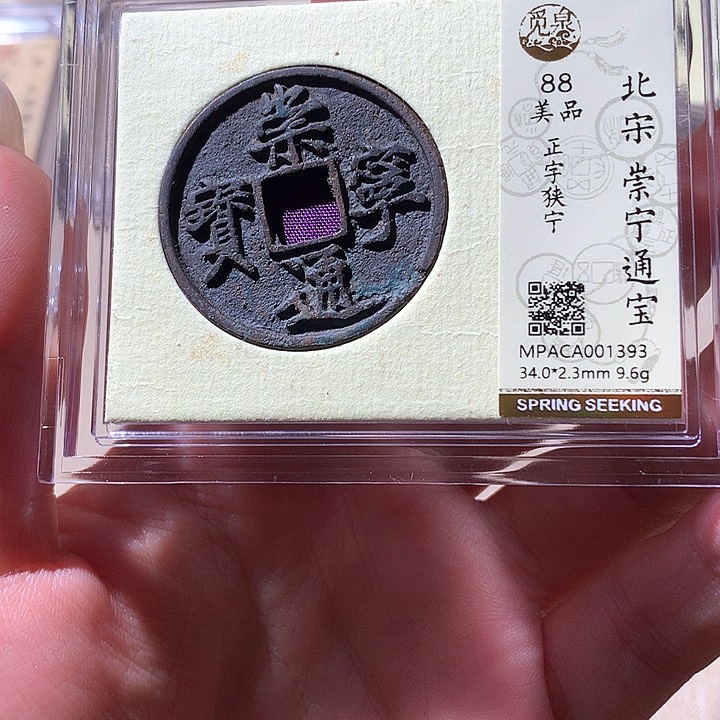 崇寧通寳
觅泉
88
美品
正字狭宁
北宋 崇宁通宝
MPACA001393
34.0*2.3mm 9.6g
SPRING SEEKING